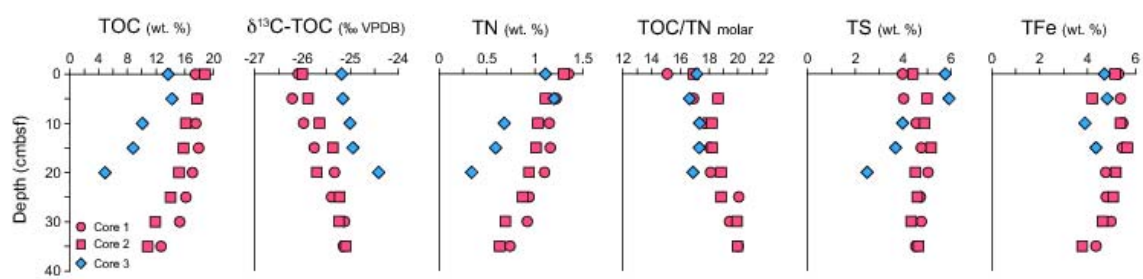 TOC (wt. %) δ¹³C-TOC (‰ VPDB) TN (wt. %) TOC/TN molar TS (wt. %) TFe (wt. %)
0 4 8 12 16 20 -27 -26 -25 -24 0 0.5 1 1.5 12 14 16 18 20 22 0 2 4 6 0 2 4 6
0
10
20
30
40
Depth (cmbsf)
Core 1
Core 2
Core 3